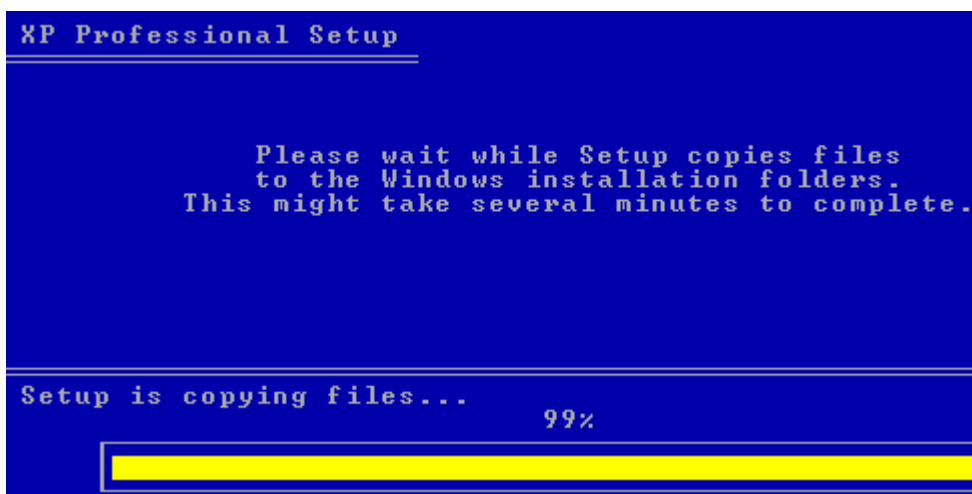 XP Professional Setup
Please wait while Setup copies files
to the Windows installation folders.
This might take several minutes to complete.
Setup is copying files...
99%